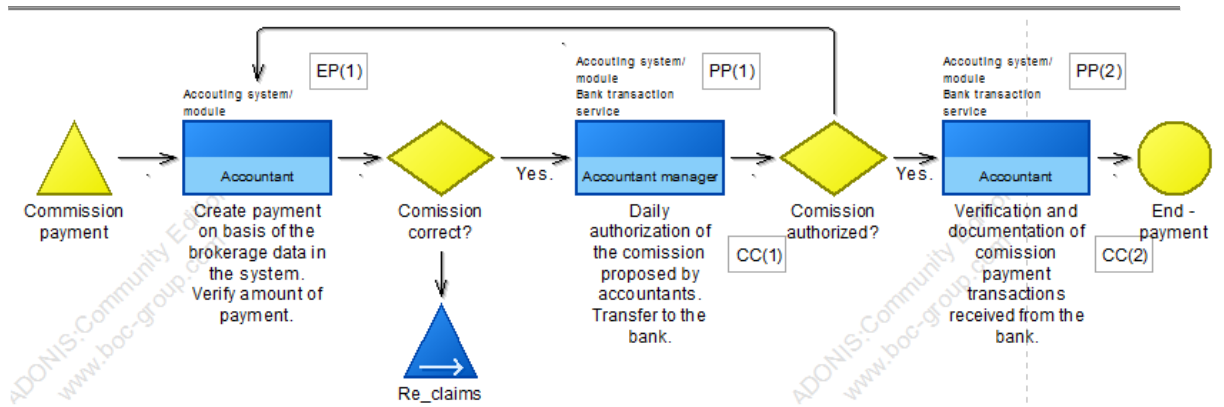 EP(1)
Accouting system/
module
Accouting system/
module
Bank transaction
service
PP(1)
Accouting system/
module
Bank transaction
service
PP(2)
Accountant
Yes.
Accountant manager
Yes.
Accountant
Commission
payment
Create payment
on basis of the
brokerage data in
the system.
Verify amount of
payment.
Comission
correct?
Daily
authorization of
the comission
proposed by
accountants.
Transfer to the
bank.
CC(1)
Comission
authorized?
Verification and
documentation of
comission
payment
transactions
received from the
bank.
CC(2)
End -
payment
Re_claims
ADONIS:Community Edition
www.boc-group.com
ADONIS:Community Edition
www.boc-group.com